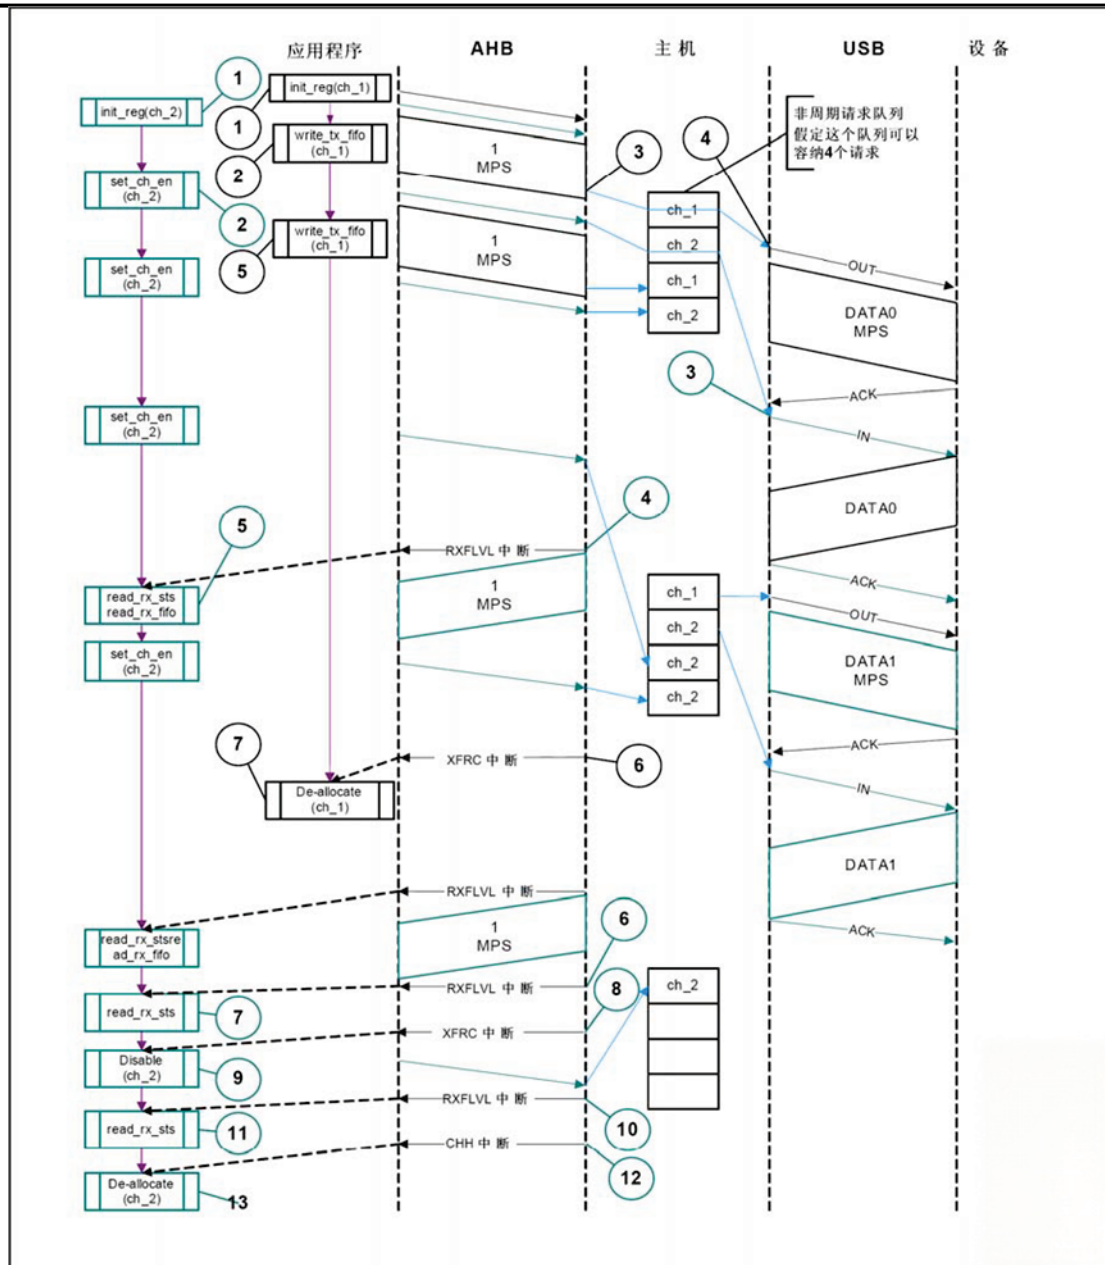 应用程序
AHB
主机
USB
设备
1
init_reg(ch_1)
init_reg(ch_2)
1
非周期请求队列
假定这个队列可以
容纳4个请求
write_tx_fifo
(ch_1)
2
1
MPS
3
4
set_ch_en
(ch_2)
2
ch_1
write_tx_fifo
(ch_1)
5
1
MPS
ch_2
set_ch_en
(ch_2)
ch_1
OUT
ch_2
DATA0
MPS
3
ACK
set_ch_en
(ch_2)
IN
4
DATA0
5
RXFLVL 中断
ACK
read_rx_sts
read_rx_fifo
1
MPS
ch_1
OUT
ch_2
set_ch_en
(ch_2)
ch_2
DATA1
MPS
ch_2
7
XFRC 中断
6
ACK
De-allocate
(ch_1)
IN
DATA1
RXFLVL 中断
6
read_rx_stsre
ad_rx_fifo
1
MPS
ACK
RXFLVL 中断
8
ch_2
read_rx_sts
7
XFRC 中断
Disable
(ch_2)
9
RXFLVL 中断
read_rx_sts
11
10
CHH 中断
12
De-allocate
(ch_2)
13